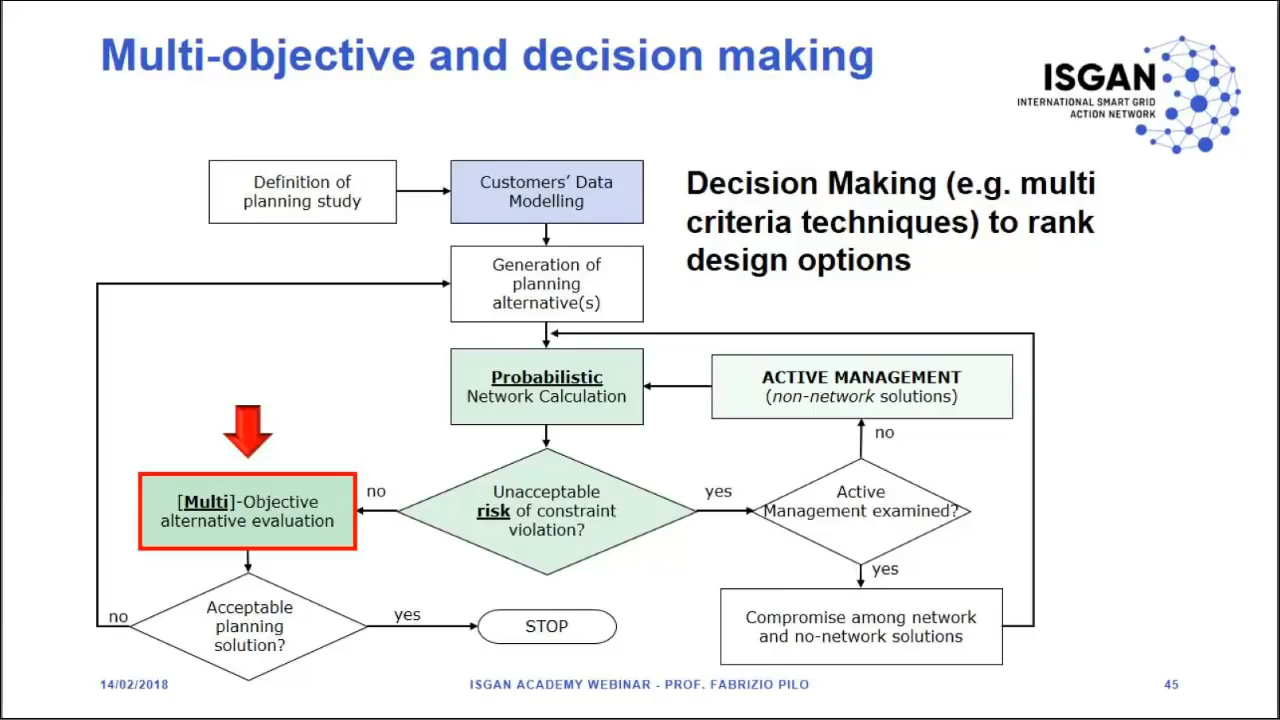 Multi-objective and decision making
ISGAN
INTERNATIONAL SMART GRID
ACTION NETWORK
Definition of
planning study
Customers' Data
Modelling
Decision Making (e.g. multi
criteria techniques) to rank
design options
Generation of
planning
alternative(s)
Probabilistic
Network Calculation
ACTIVE MANAGEMENT
(non-network solutions)
no
[Multi]-Objective
alternative evaluation
no
Unacceptable
risk of constraint
violation?
yes
Active
Management examined?
yes
no
Acceptable
planning
solution?
yes
STOP
Compromise among network
and no-network solutions
14/02/2018
ISGAN ACADEMY WEBINAR - PROF. FABRIZIO PILO
45